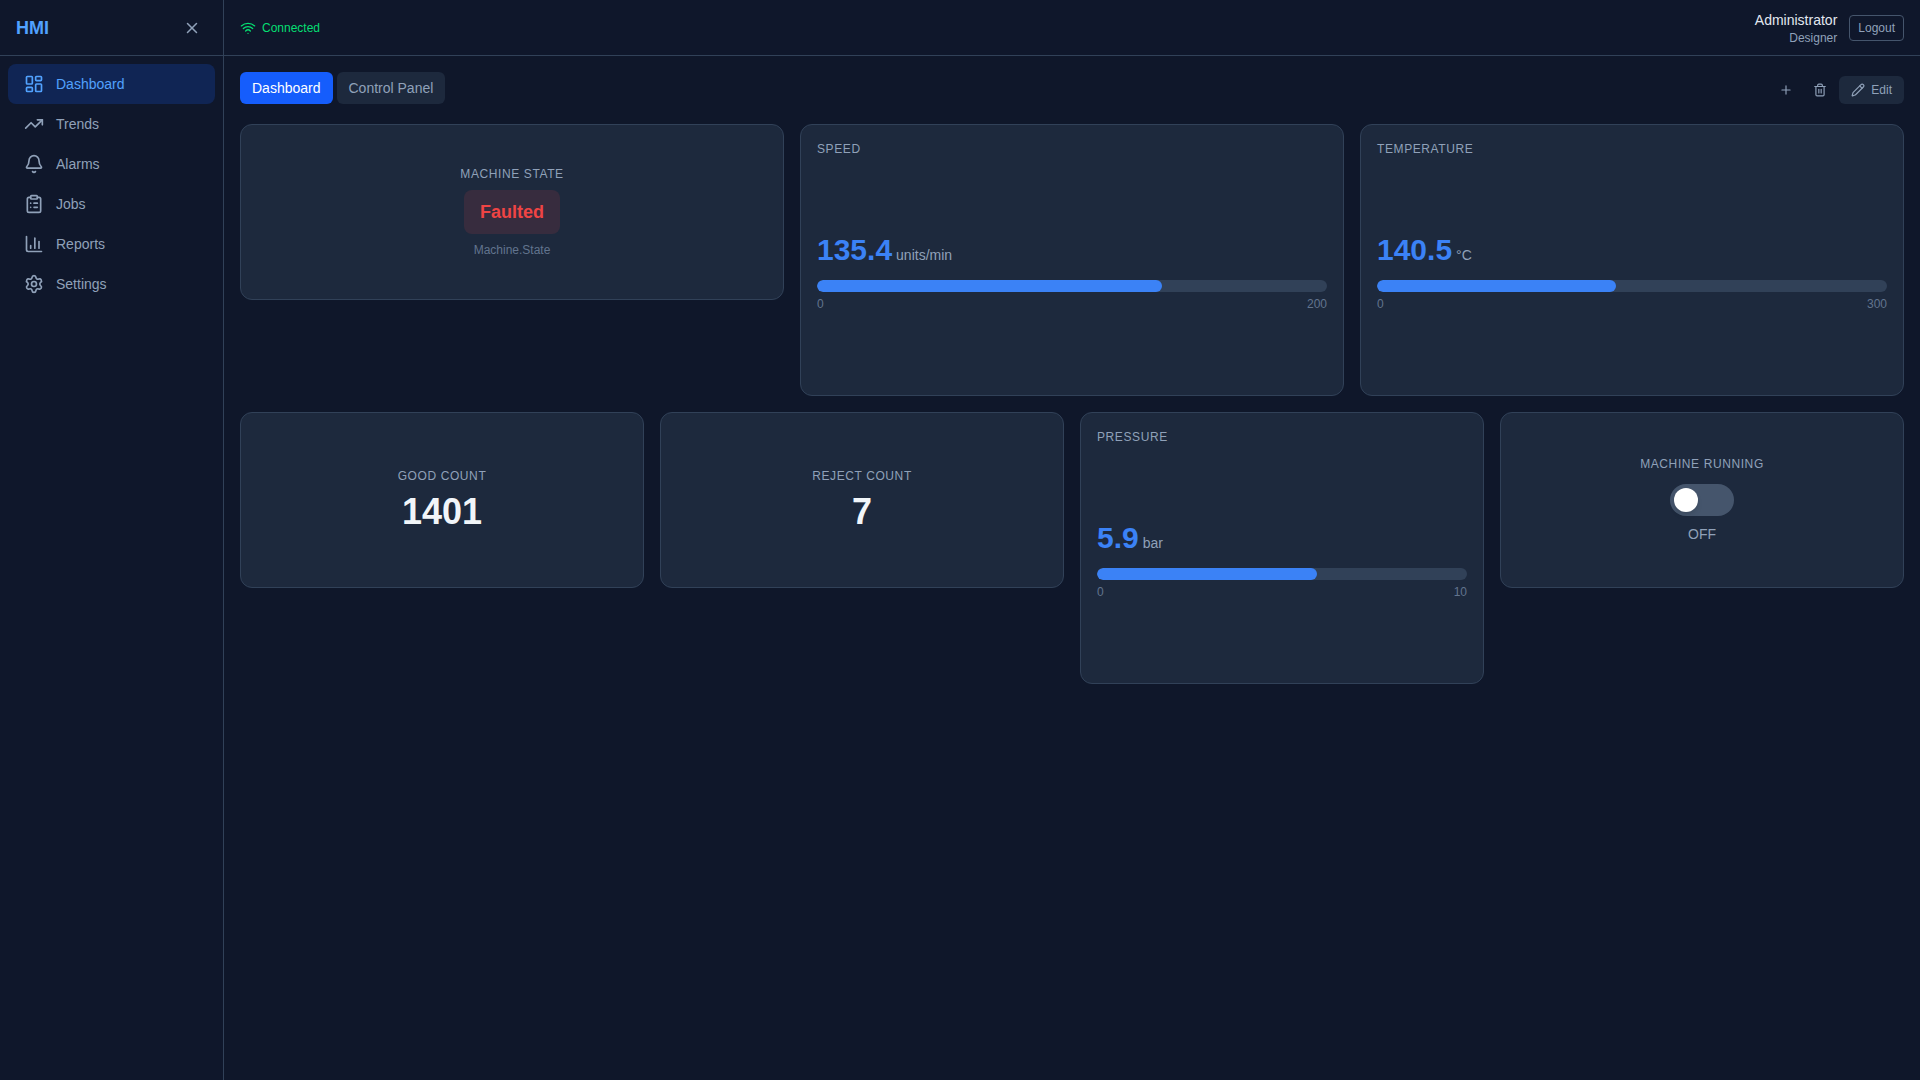 HMI
Connected
Administrator
Designer
Logout
Dashboard
Trends
Alarms
Jobs
Reports
Settings
Dashboard
Control Panel
Edit
MACHINE STATE
Faulted
Machine.State
SPEED
135.4 units/min
0 200
TEMPERATURE
140.5 °C
0 300
GOOD COUNT
1401
REJECT COUNT
7
PRESSURE
5.9 bar
0 10
MACHINE RUNNING
OFF